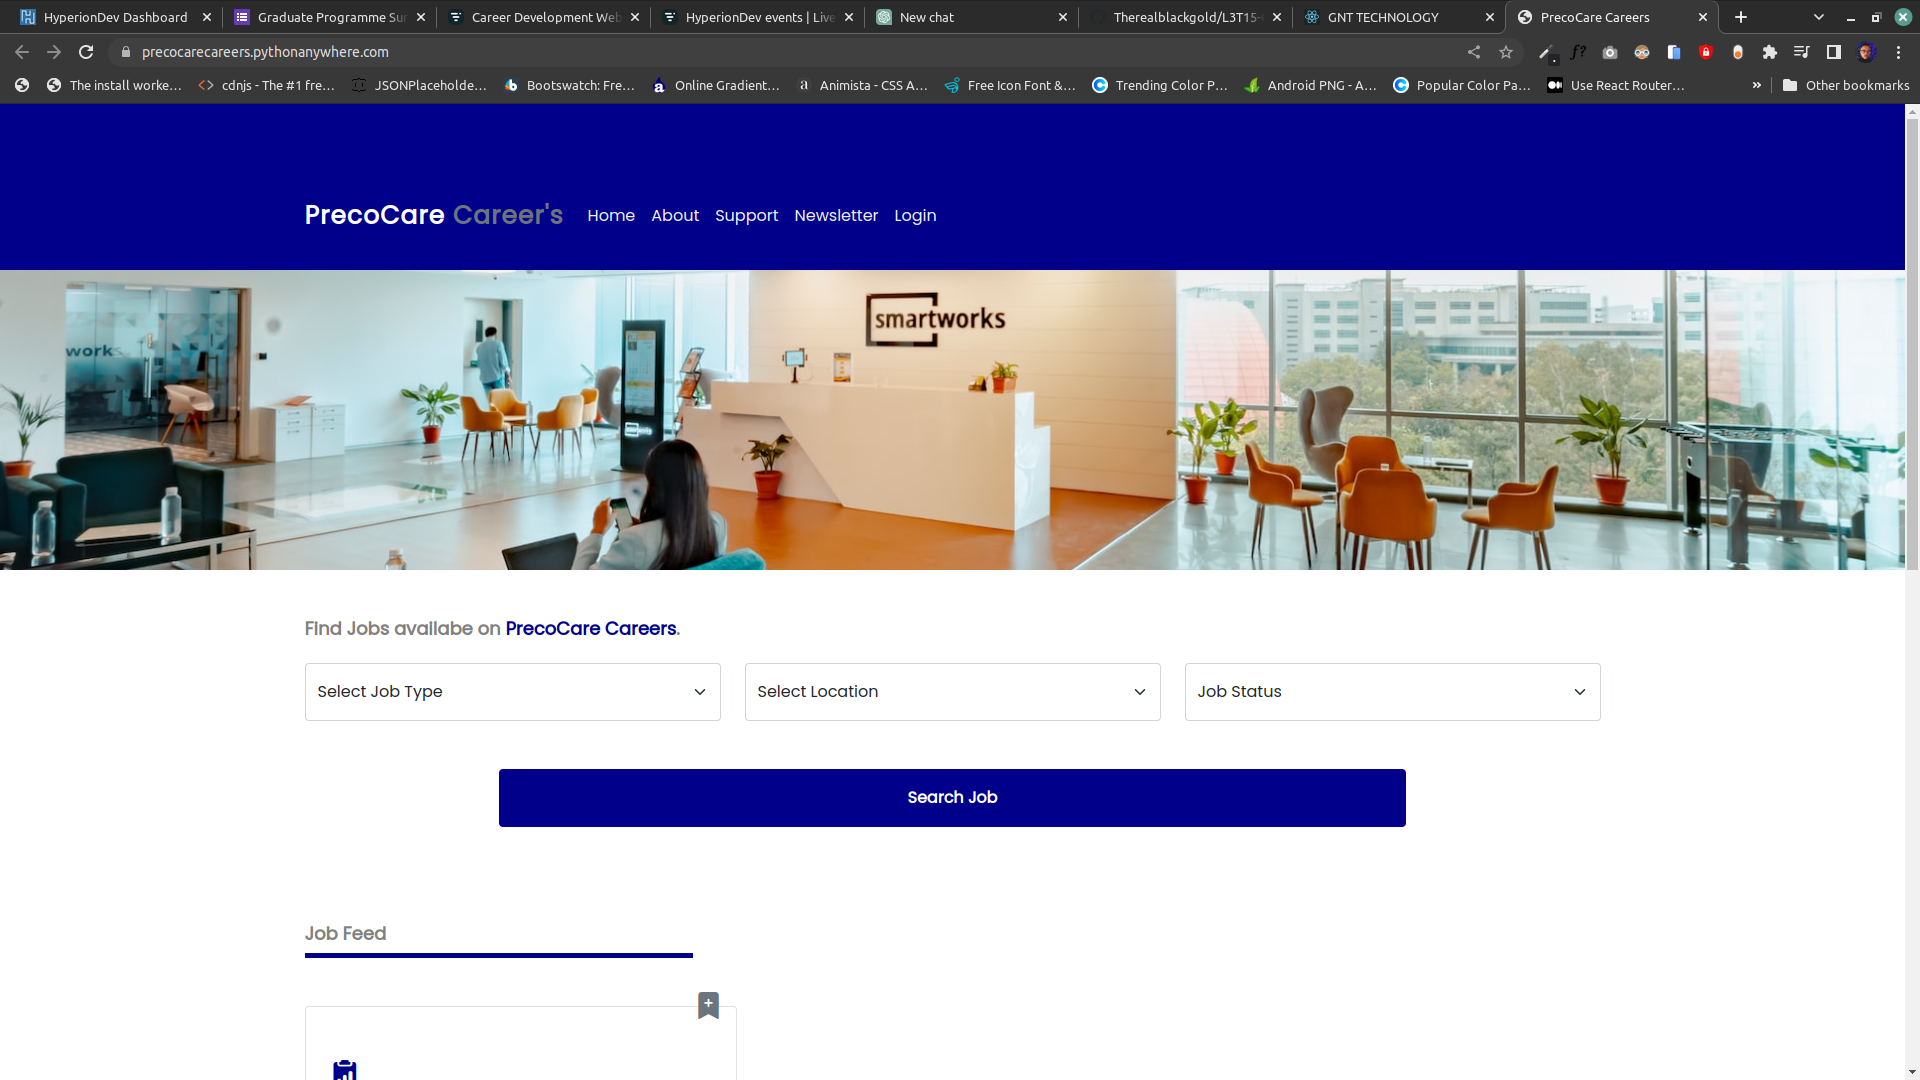 HyperionDev Dashboard
Graduate Programme Sur
Career Development Web
HyperionDev events | Live
New chat
Therealblackgold/L3T15-
GNT TECHNOLOGY
PrecoCare Careers
precocarecareers.pythonanywhere.com
f?
The install worke...
cdnjs - The #1 fre...
JSONPlaceholde...
Bootswatch: Fre...
Online Gradient...
Animista - CSS A...
Free Icon Font &...
Trending Color P...
Android PNG - A...
Popular Color Pa...
Use React Router...
»
Other bookmarks
PrecoCare Career's
Home
About
Support
Newsletter
Login
smartworks
work
Find Jobs availabe on PrecoCare Careers.
Select Job Type
Select Location
Job Status
Search Job
Job Feed